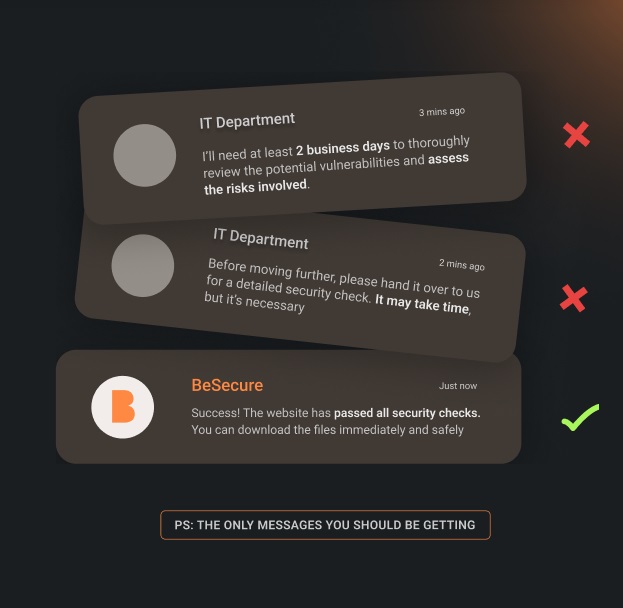 IT Department
3 mins ago
I'll need at least 2 business days to thoroughly
review the potential vulnerabilities and assess
the risks involved.
IT Department
2 mins ago
Before moving further, please hand it over to us
for a detailed security check. It may take time,
but it's necessary
B
BeSecure
Just now
Success! The website has passed all security checks.
You can download the files immediately and safely
PS: THE ONLY MESSAGES YOU SHOULD BE GETTING